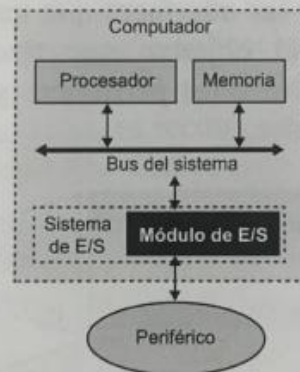 Computador
Procesador
Memoria
Bus del sistema
Sistema
de E/S
Módulo de E/S
Periférico